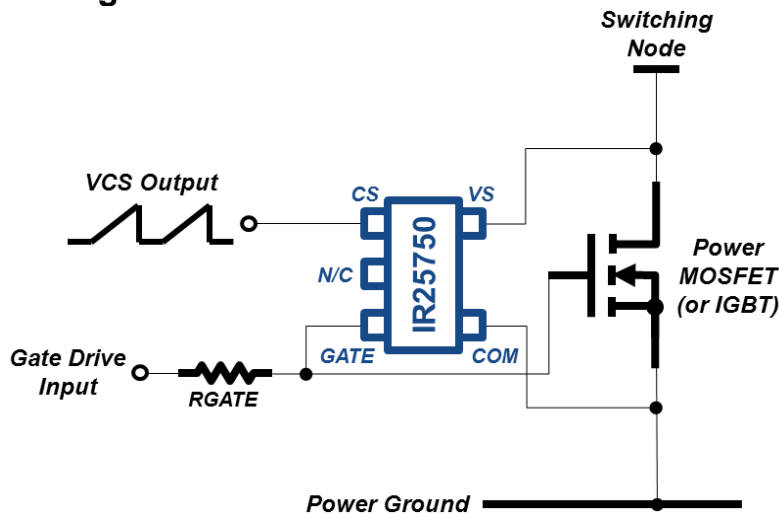 Switching
Node
VCS Output
CS
VS
N/C
IR25750
Power
MOSFET
(or IGBT)
Gate Drive
Input
RGATE
GATE
COM
Power Ground